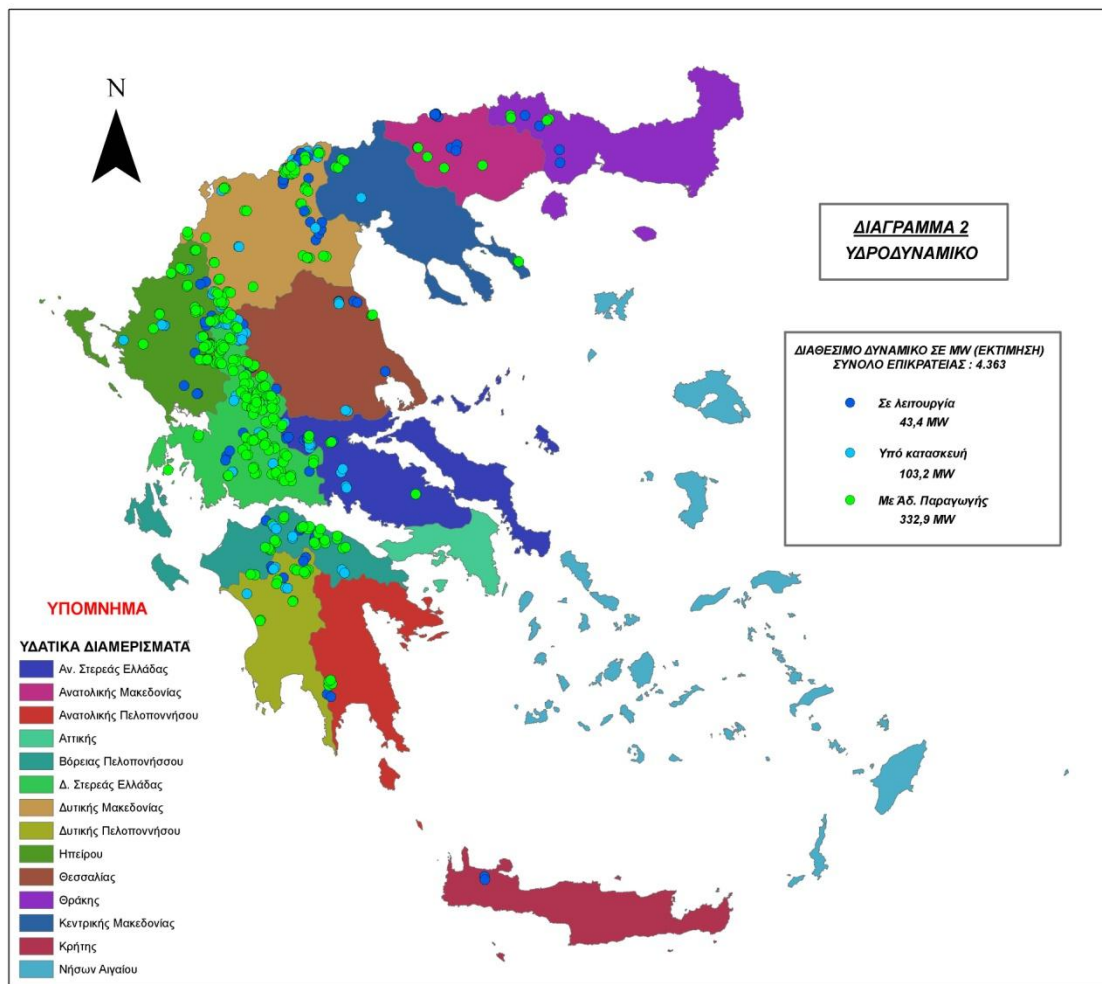 N
ΔΙΑΓΡΑΜΜΑ 2
ΥΔΡΟΔΥΝΑΜΙΚΟ
ΔΙΑΘΕΣΙΜΟ ΔΥΝΑΜΙΚΟ ΣΕ MW (ΕΚΤΙΜΗΣΗ)
ΣΥΝΟΛΟ ΕΠΙΚΡΑΤΕΙΑΣ : 4.363
Σε λειτουργία
43,4 MW
Υπό κατασκευή
103,2 MW
Με Άδ. Παραγωγής
332,9 MW
ΥΠΟΜΝΗΜΑ
ΥΔΑΤΙΚΑ ΔΙΑΜΕΡΙΣΜΑΤΆ
Αν. Στερεάς Ελλάδας
Ανατολικής Μακεδονίας
Ανατολικής Πελοποννήσου
Αττικής
Βόρειας Πελοπονήσσου
Δ. Στερεάς Ελλάδας
Δυτικής Μακεδονίας
Δυτικής Πελοποννήσου
Ηπείρου
Θεσσαλίας
Θράκης
Κεντρικής Μακεδονίας
Κρήτης
Νήσων Αιγαίου